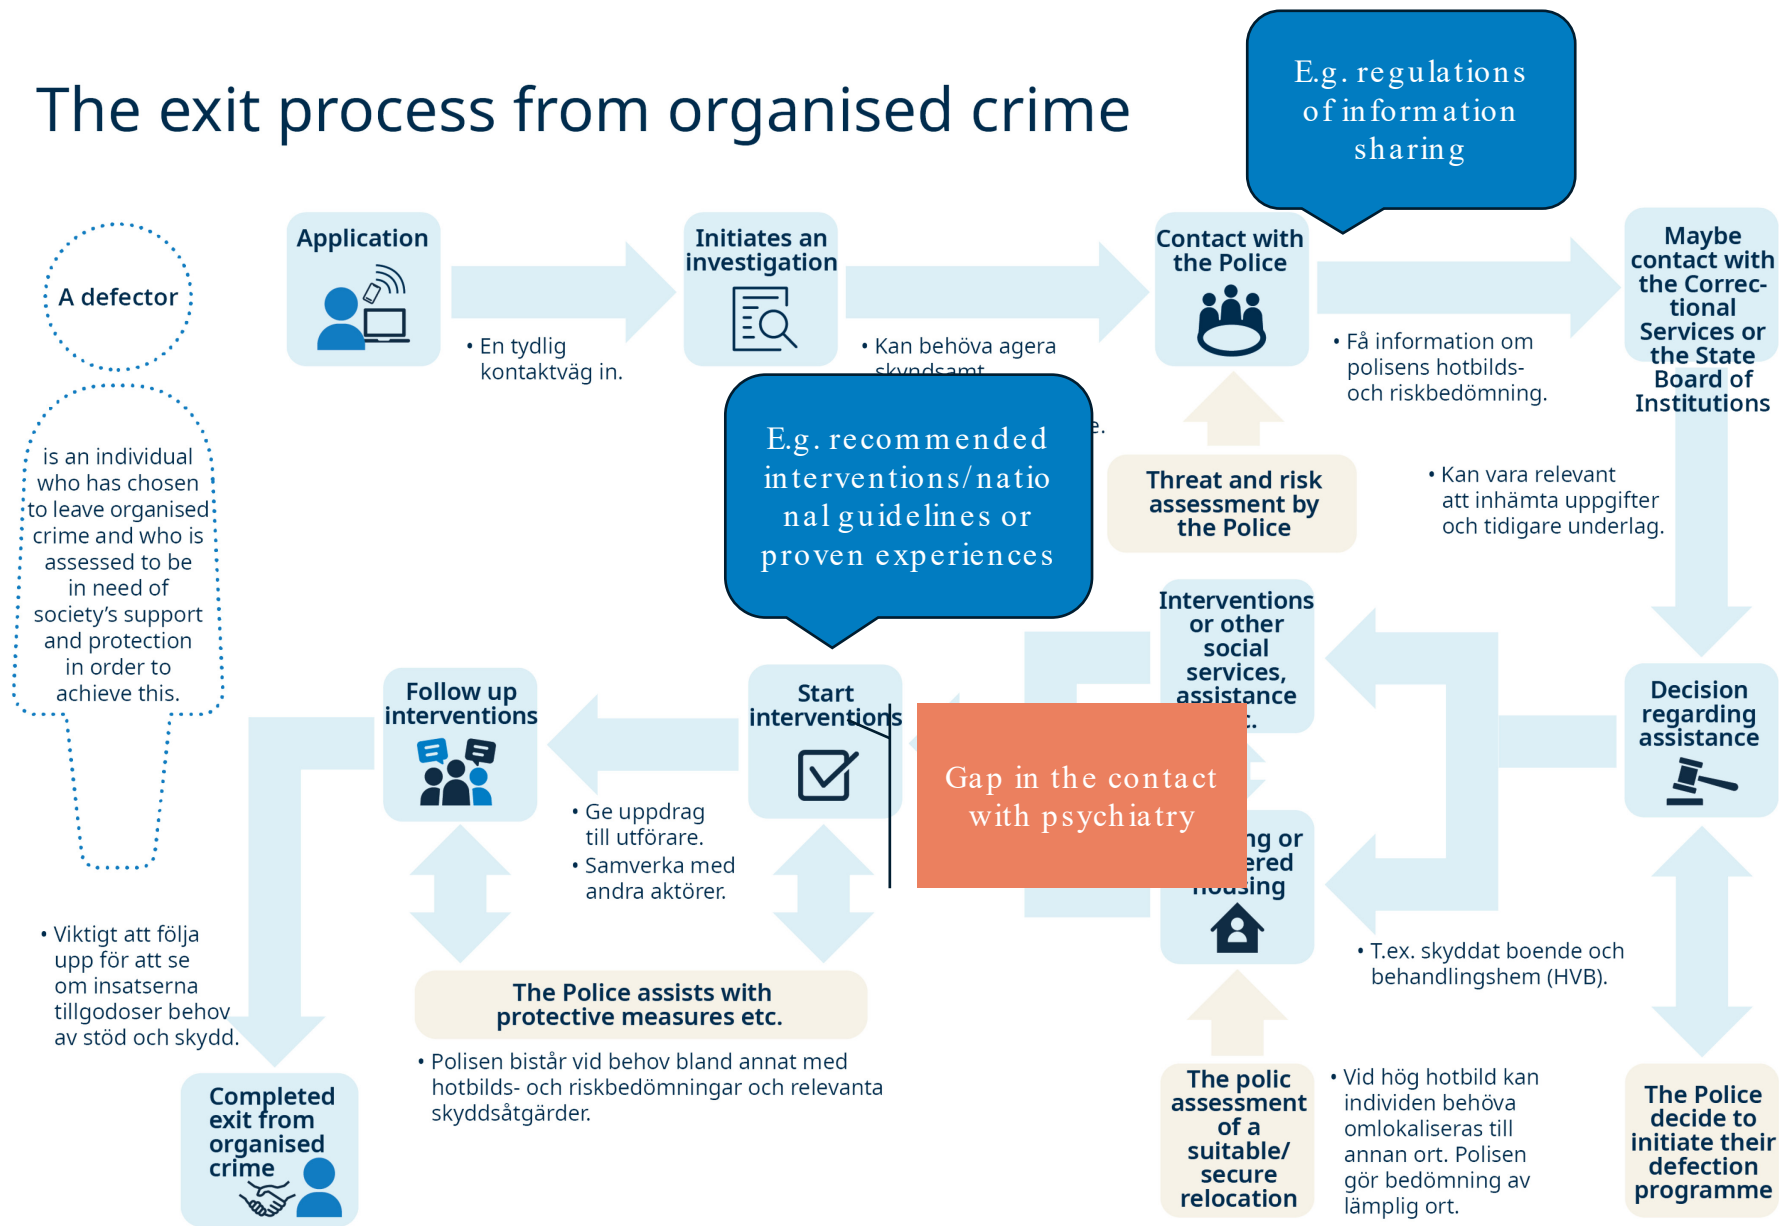 The exit process from organised crime
E.g. regulations
of information
sharing
A defector
is an individual
who has chosen
to leave organised
crime and who is
assessed to be
in need of
society’s support
and protection
in order to
achieve this.
Application
• En tydlig
kontaktväg in.
Initiates an
investigation
• Kan behöva agera
skyndsamt
e.
Contact with
the Police
• Få information om
polisens hotbilds-
och riskbedömning.
Maybe
contact with
the Correc-
tional
Services or
the State
Board of
Institutions
Threat and risk
assessment by
the Police
• Kan vara relevant
att inhämta uppgifter
och tidigare underlag.
E.g. recommended
interventions/natio
nal guidelines or
proven experiences
Decision
regarding
assistance
Interventions
or other
social
services,
assistance
c.
Gap in the contact
with psychiatry
ng or
ered
housing
• T.ex. skyddat boende och
behandlingshem (HVB).
Start
interventions
• Ge uppdrag
till utförare.
• Samverka med
andra aktörer.
Follow up
interventions
The Police assists with
protective measures etc.
• Polisen bistår vid behov bland annat med
hotbilds- och riskbedömningar och relevanta
skyddsåtgärder.
• Viktigt att följa
upp för att se
om insatserna
tillgodoser behov
av stöd och skydd.
Completed
exit from
organised
crime
The polic
assessment
of a
suitable/
secure
relocation
• Vid hög hotbild kan
individen behöva
omlokaliseras till
annan ort. Polisen
gör bedömning av
lämplig ort.
The Police
decide to
initiate their
defection
programme